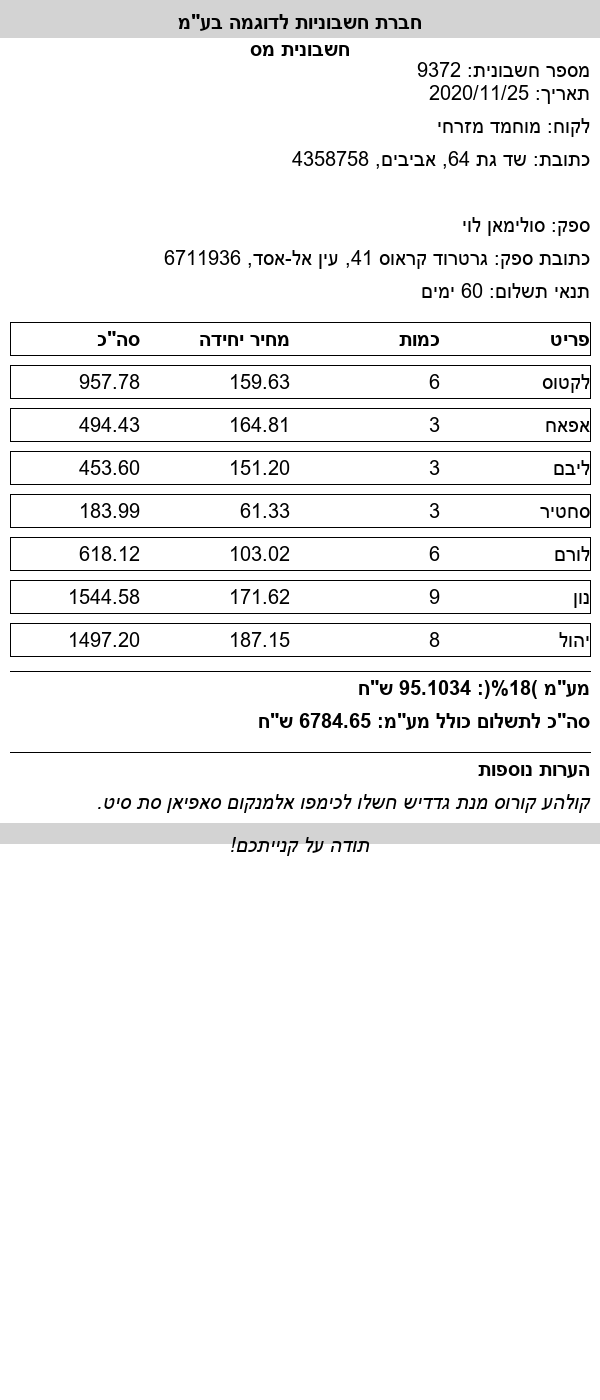 חברת חשבוניות לדוגמה בע"מ
חשבונית מס
מספר חשבונית: 9372
תאריך: 2020/11/25
לקוח: מוחמד מזרחי
כתובת: שד גת 64, אביבים, 4358758
ספק: סולימאן לוי
כתובת ספק: גרטרוד קראוס 41, עין אל-אסד, 6711936
תנאי תשלום: 60 ימים
פריט כמות מחיר יחידה סה"כ
לקטוס 6 159.63 957.78
אפאח 3 164.81 494.43
ליבם 3 151.20 453.60
סחטיר 3 61.33 183.99
לורם 6 103.02 618.12
נון 9 171.62 1544.58
יהול 8 187.15 1497.20
מע"מ )18%(: 95.1034 ש"ח
סה"כ לתשלום כולל מע"מ: 6784.65 ש"ח
הערות נוספות
קולהע קורוס מנת גדדיש חשלו לכימפו אלמנקום סאפיאן סת סיט.
תודה על קנייתכם!